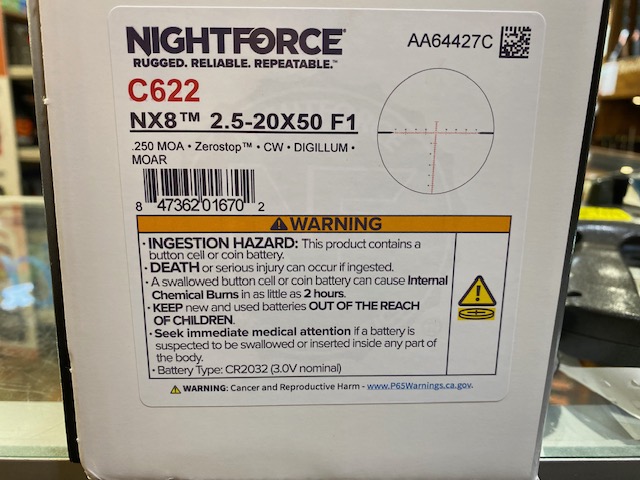 NIGHTFORCE®
RUGGED. RELIABLE. REPEATABLE.™
AA64427C
C622
NX8™ 2.5-20X50 F1
.250 MOA • Zerostop™ • CW • DIGILLUM •
MOAR
8 47362 01670 2
WARNING
• INGESTION HAZARD: This product contains a
button cell or coin battery.
• DEATH or serious injury can occur if ingested.
• A swallowed button cell or coin battery can cause Internal
Chemical Burns in as little as 2 hours.
• KEEP new and used batteries OUT OF THE REACH
OF CHILDREN.
• Seek immediate medical attention if a battery is
suspected to be swallowed or inserted inside any part of
the body.
• Battery Type: CR2032 (3.0V nominal)
WARNING: Cancer and Reproductive Harm - www.P65Warnings.ca.gov.